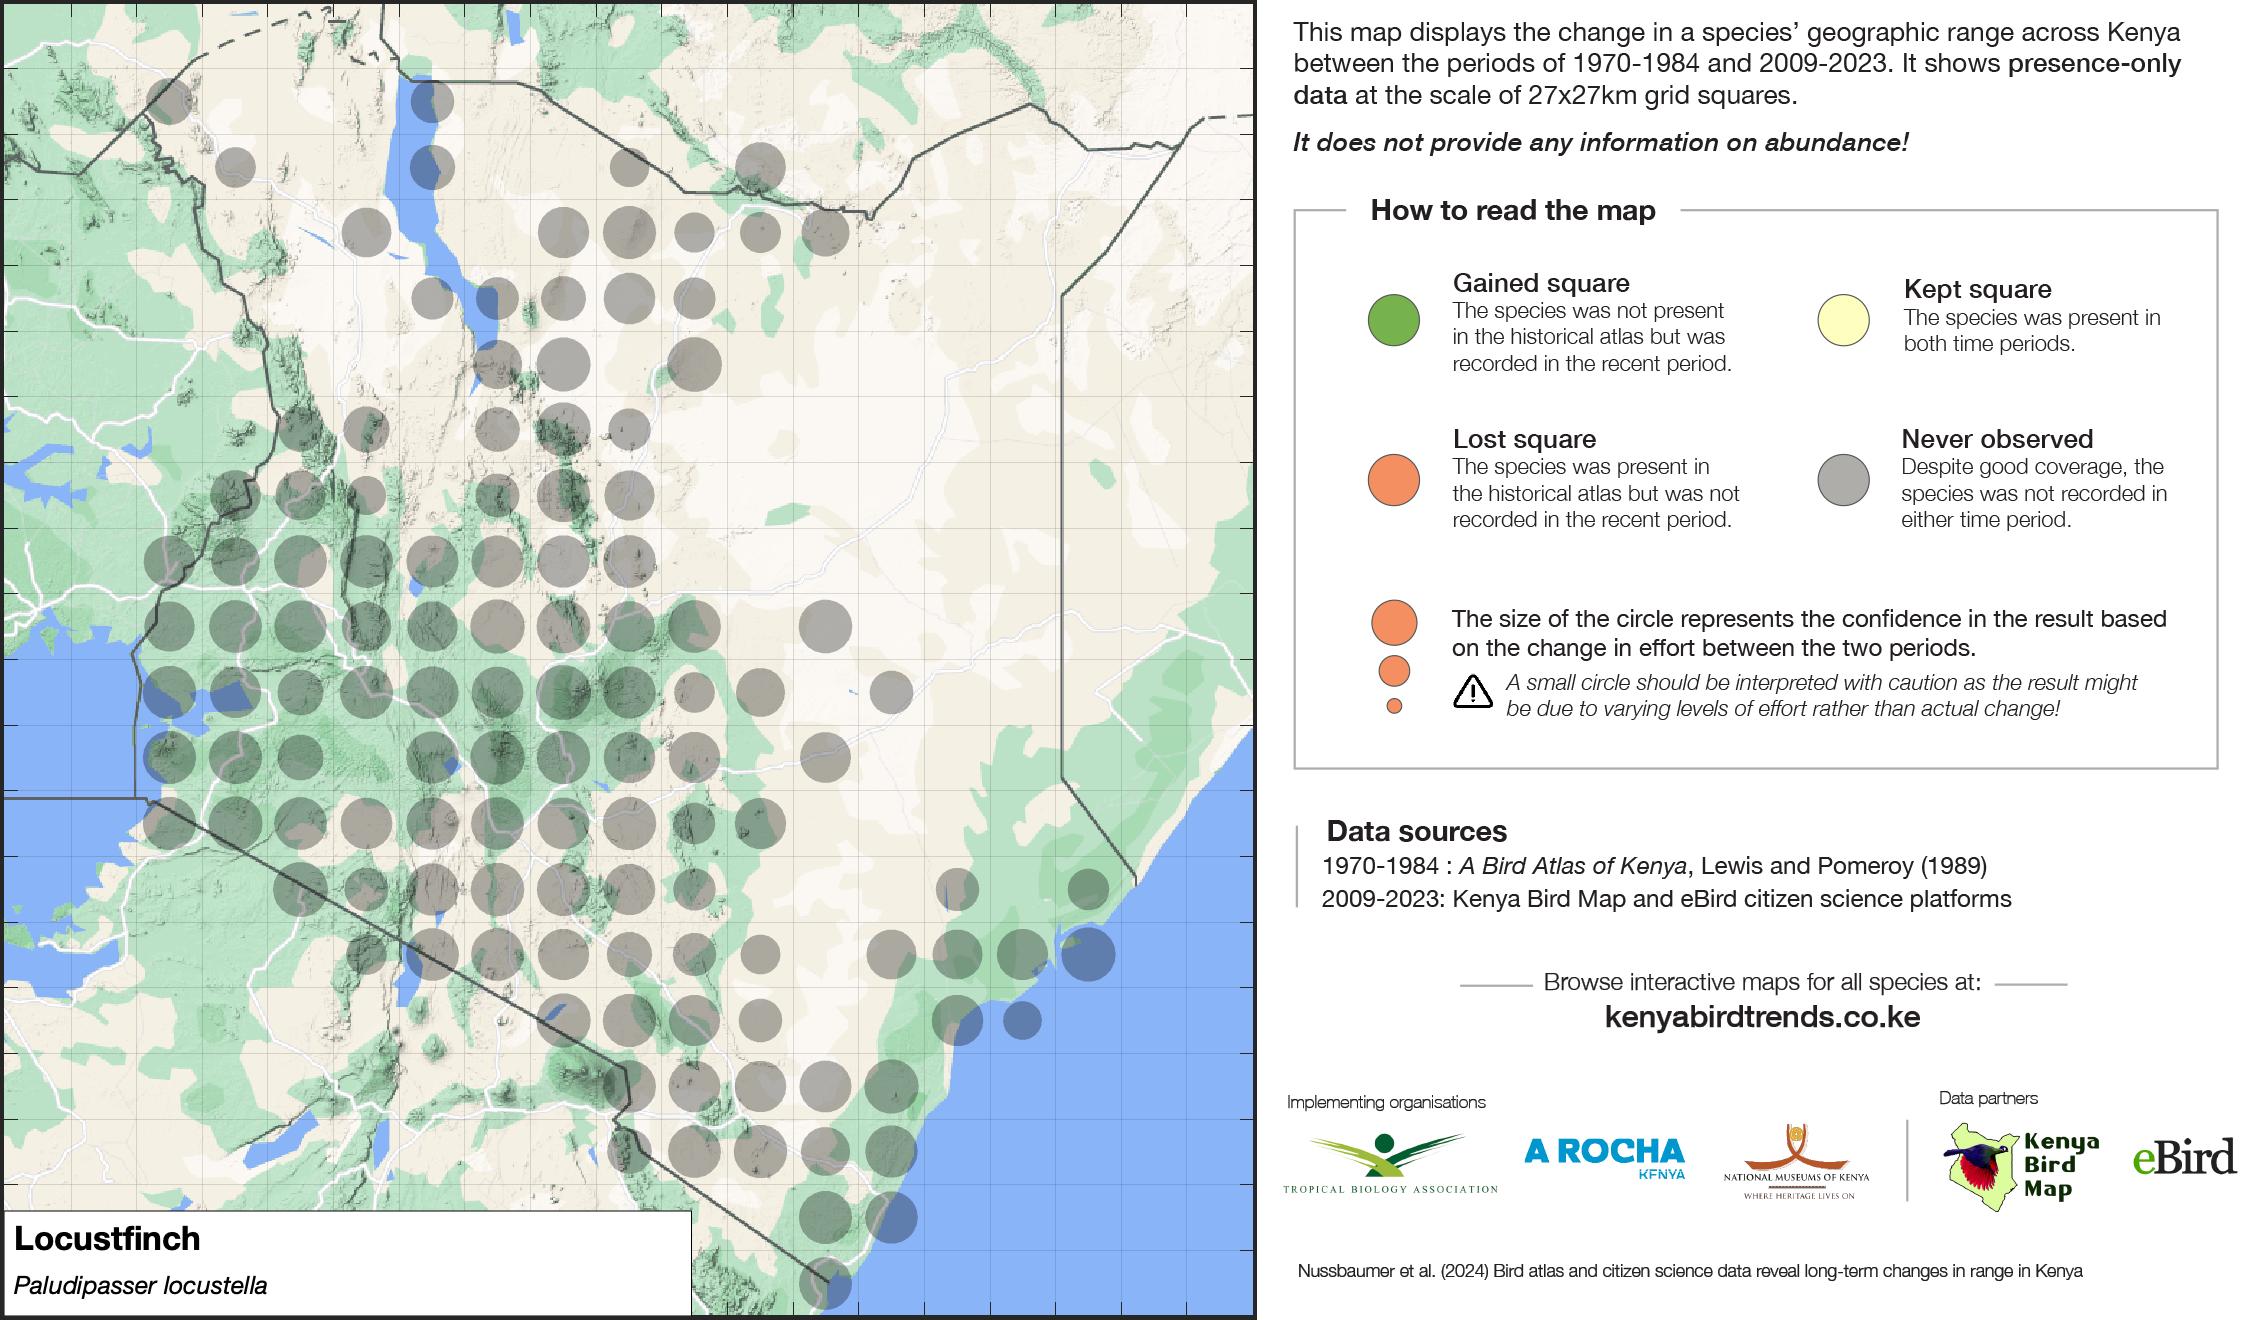 This map displays the change in a species’ geographic range across Kenya
between the periods of 1970-1984 and 2009-2023. It shows presence-only
data at the scale of 27x27km grid squares.
It does not provide any information on abundance!
How to read the map
Gained square
The species was not present
in the historical atlas but was
recorded in the recent period.
Kept square
The species was present in
both time periods.
Lost square
The species was present in
the historical atlas but was not
recorded in the recent period.
Never observed
Despite good coverage, the
species was not recorded in
either time period.
The size of the circle represents the confidence in the result based
on the change in effort between the two periods.
A small circle should be interpreted with caution as the result might
be due to varying levels of effort rather than actual change!
Data sources
1970-1984 : A Bird Atlas of Kenya, Lewis and Pomeroy (1989)
2009-2023: Kenya Bird Map and eBird citizen science platforms
Browse interactive maps for all species at:
kenyabirdtrends.co.ke
Implementing organisations
Data partners
TROPICAL BIOLOGY ASSOCIATION
A ROCHA
KENYA
NATIONAL MUSEUMS OF KENYA
WHERE HERITAGE LIVES ON
Kenya
Bird
Map
eBird
Nussbaumer et al. (2024) Bird atlas and citizen science data reveal long-term changes in range in Kenya
Locustfinch
Paludipasser locustella